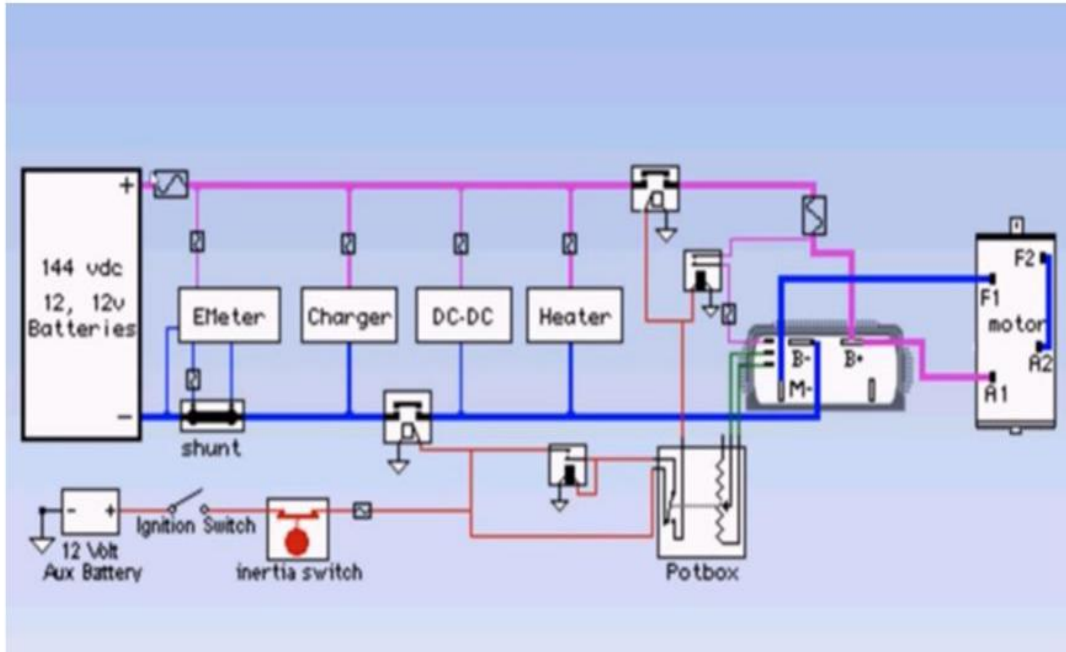 +
144 vdc
12, 12v
Batteries
-
EMeter
Charger
DC-DC
Heater
shunt
F2
F1
motor
A2
A1
B-
B+
M-
- +
Ignition Switch
12 Volt
Aux Battery
inertia switch
Potbox